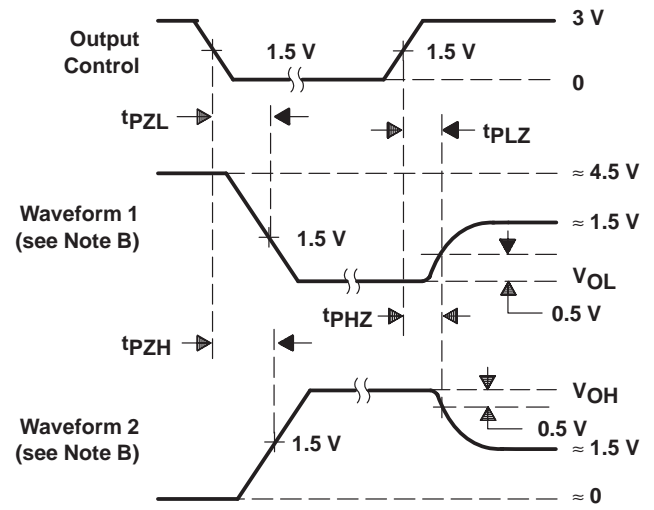 3 V
Output
Control
1.5 V
1.5 V
0
tPZL
tPLZ
≈ 4.5 V
Waveform 1
(see Note B)
1.5 V
≈ 1.5 V
VOL
0.5 V
tPHZ
tPZH
VOH
0.5 V
Waveform 2
(see Note B)
1.5 V
≈ 1.5 V
≈ 0